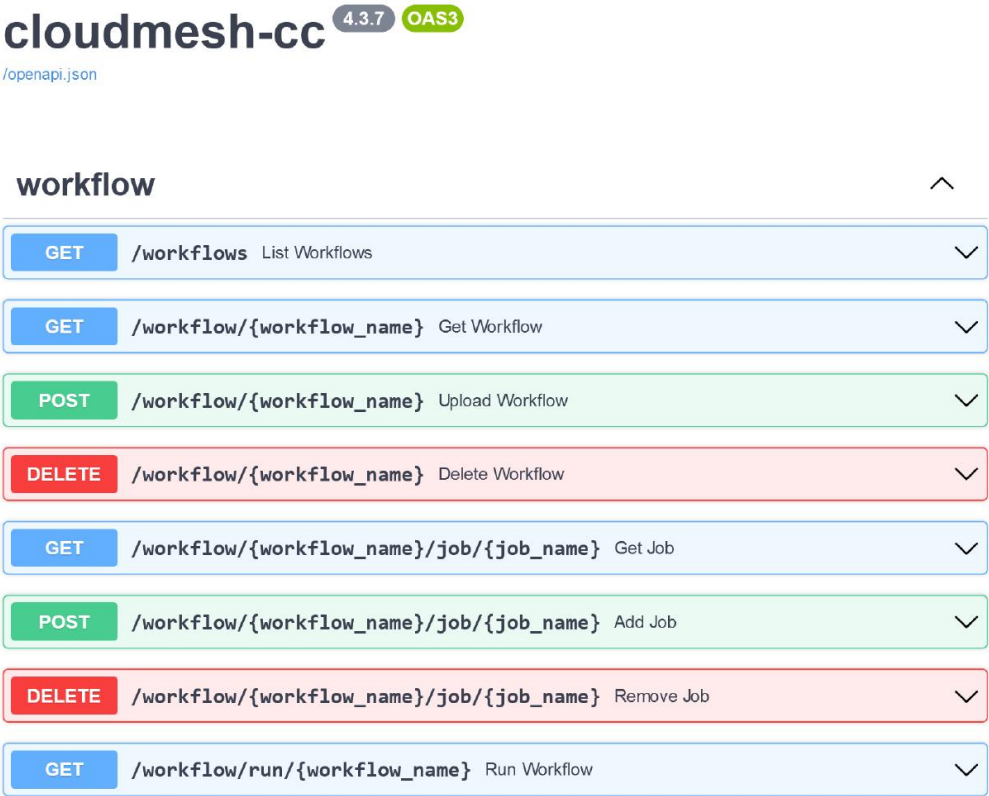 cloudmesh-cc 4.3.7 OAS3
/openapi.json
workflow
GET /workflows List Workflows
GET /workflow/{workflow_name} Get Workflow
POST /workflow/{workflow_name} Upload Workflow
DELETE /workflow/{workflow_name} Delete Workflow
GET /workflow/{workflow_name}/job/{job_name} Get Job
POST /workflow/{workflow_name}/job/{job_name} Add Job
DELETE /workflow/{workflow_name}/job/{job_name} Remove Job
GET /workflow/run/{workflow_name} Run Workflow